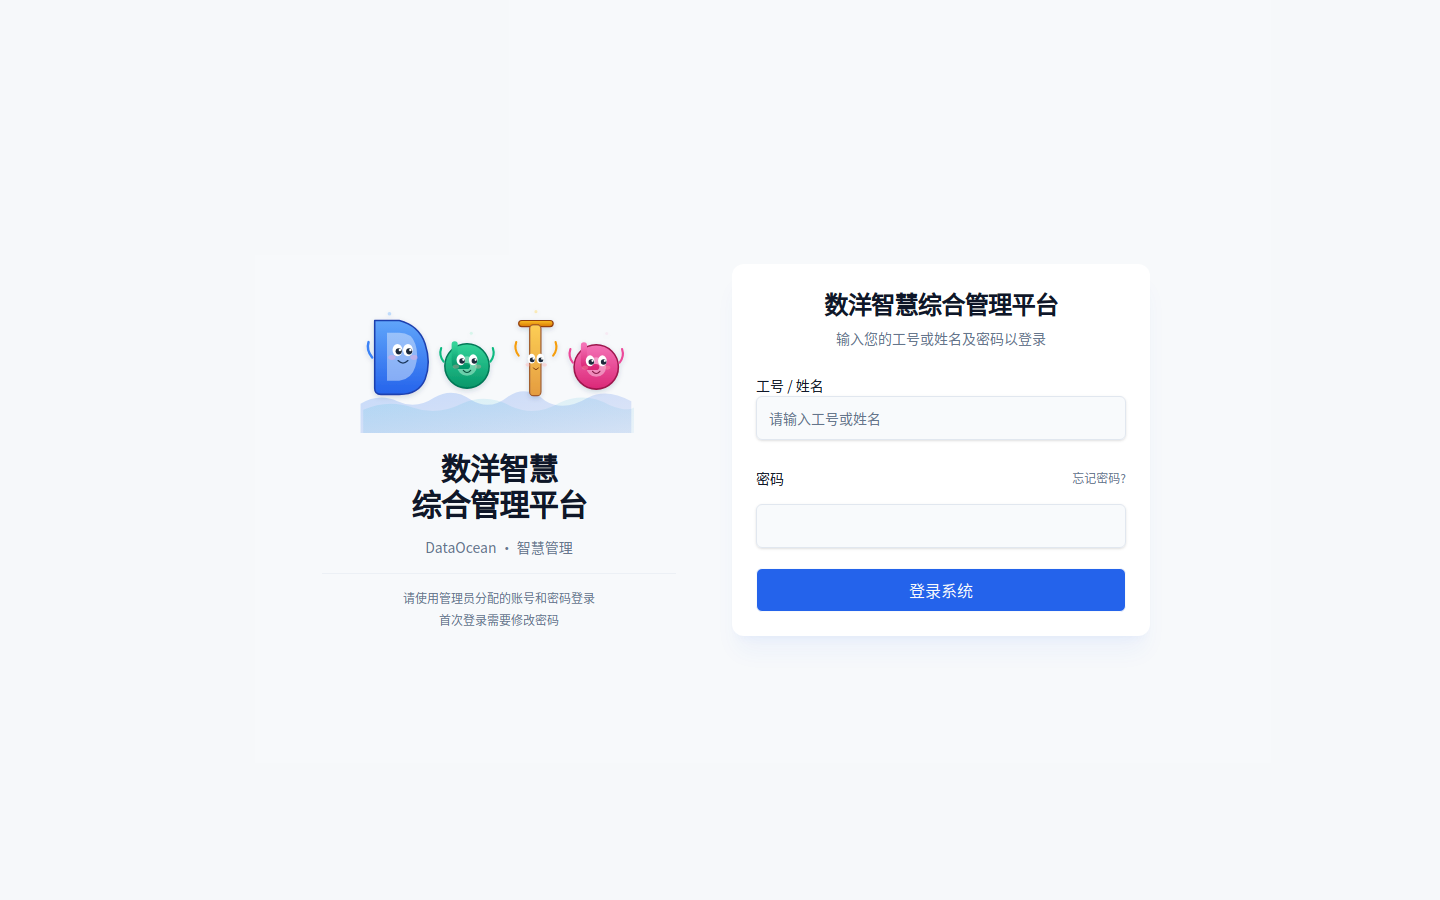 数洋智慧
综合管理平台
DataOcean · 智慧管理
请使用管理员分配的账号和密码登录
首次登录需要修改密码
数洋智慧综合管理平台
输入您的工号或姓名及密码以登录
工号 / 姓名
请输入工号或姓名
密码
忘记密码?
登录系统